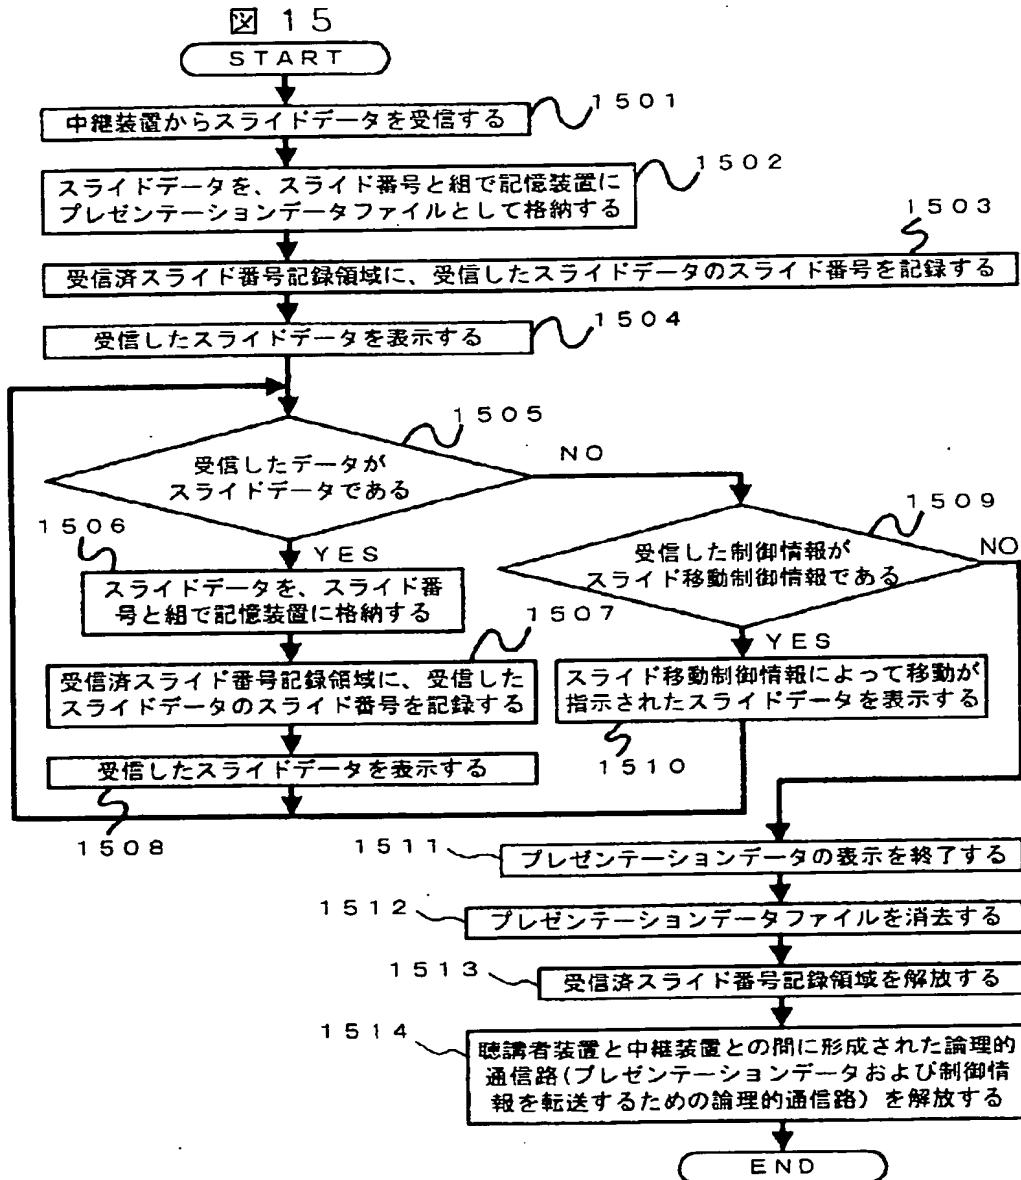 図 15
START
中継装置からスライドデータを受信する
1501
スライドデータを、スライド番号と組で記憶装置に
プレゼンテーションデータファイルとして格納する
1502
1503
受信済スライド番号記録領域に、受信したスライドデータのスライド番号を記録する
受信したスライドデータを表示する
1504
1505
受信したデータが
スライドデータである
NO
YES
1506
スライドデータを、スライド番
号と組で記憶装置に格納する
1507
受信済スライド番号記録領域に、受信した
スライドデータのスライド番号を記録する
受信したスライドデータを表示する
1508
1509
受信した制御情報が
スライド移動制御情報である
NO
YES
スライド移動制御情報によって移動が
指示されたスライドデータを表示する
1510
1511
プレゼンテーションデータの表示を終了する
1512
プレゼンテーションデータファイルを消去する
1513
受信済スライド番号記録領域を解放する
1514
聴講者装置と中継装置との間に形成された論理的
通信路(プレゼンテーションデータおよび制御情
報を転送するための論理的通信路)を解放する
END